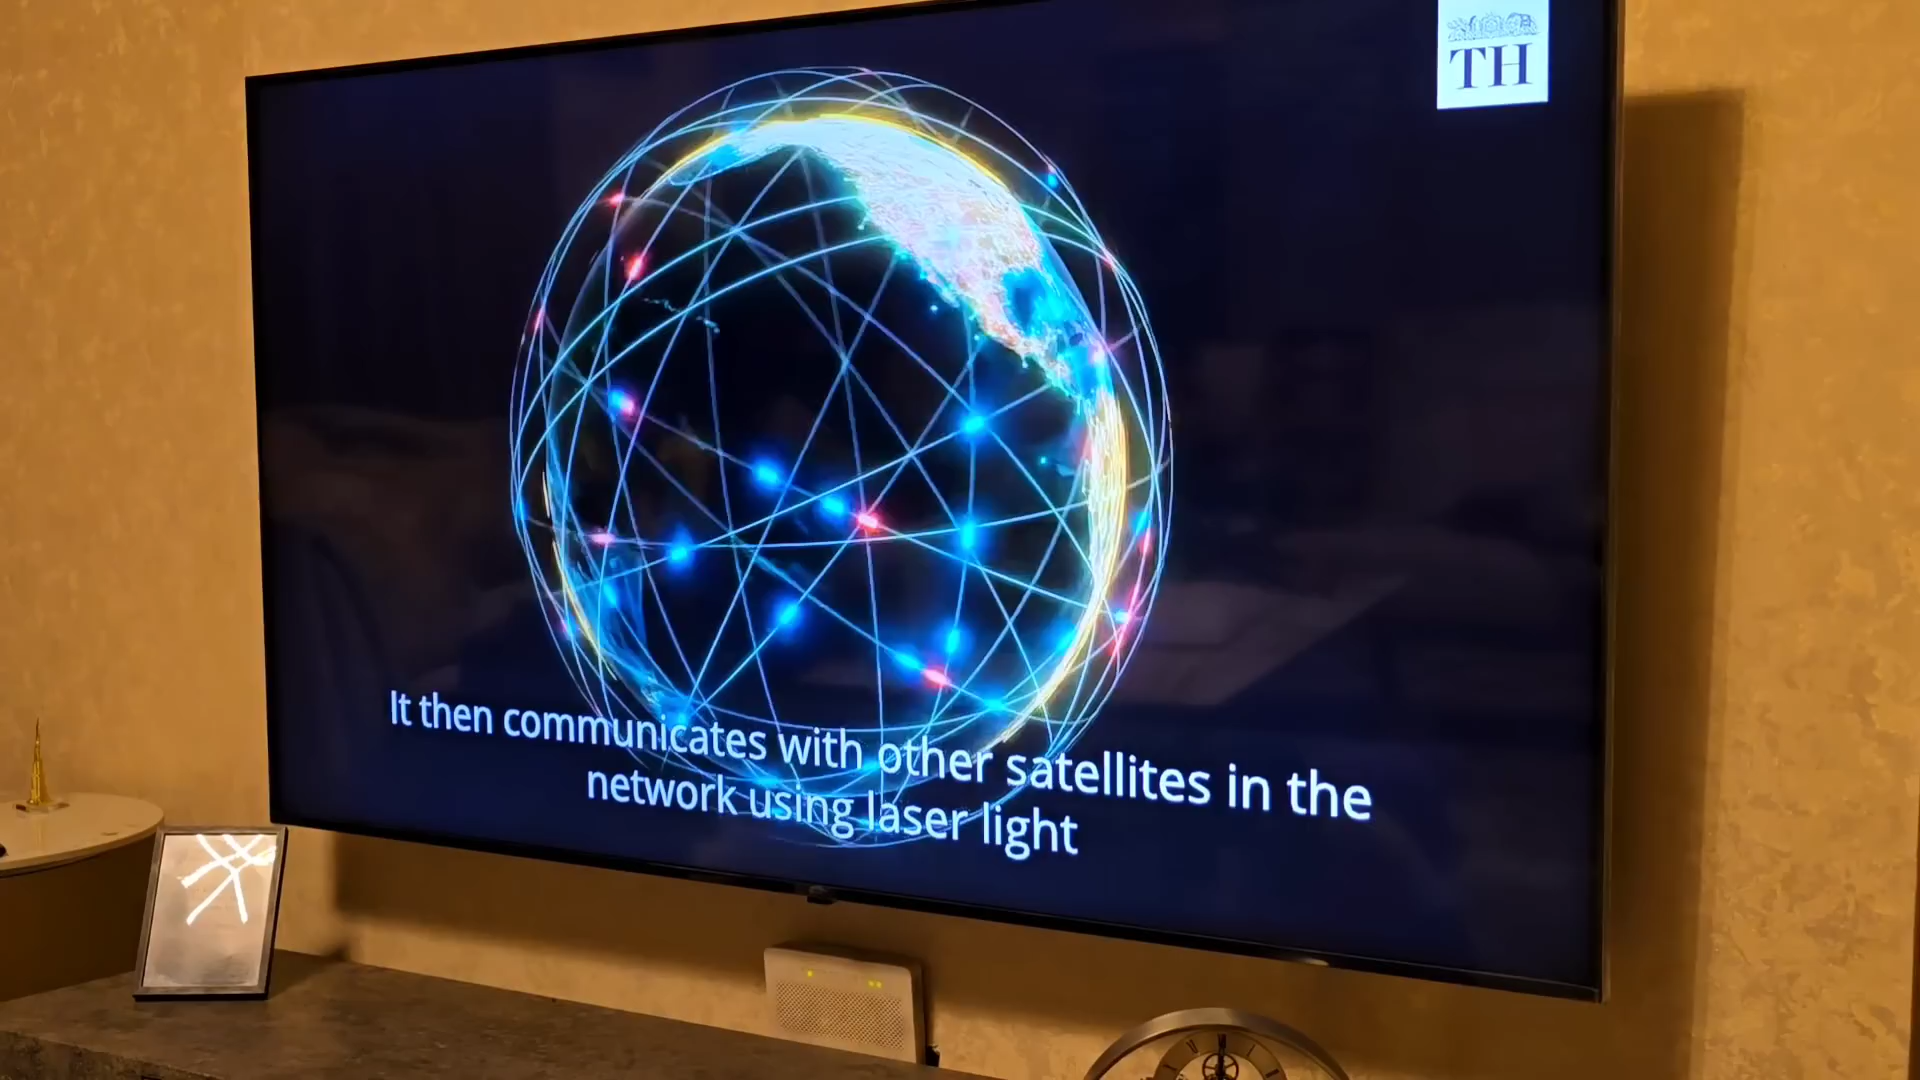 TH
It then communicates with other satellites in the
network using laser light